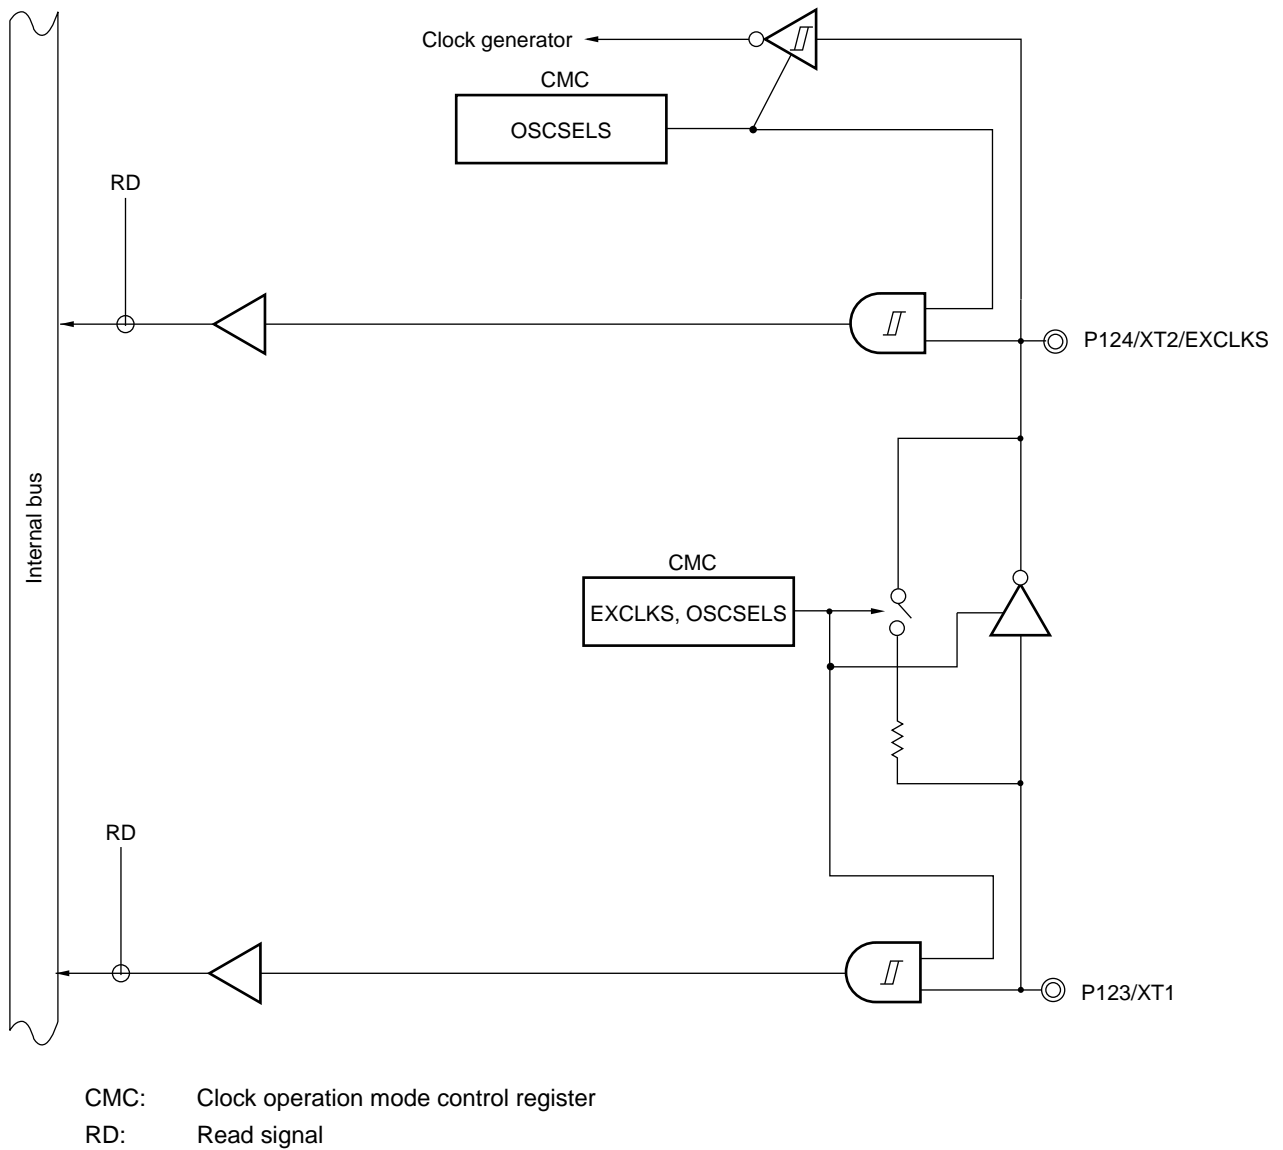 Clock generator
CMC
OSCSELS
RD
P124/XT2/EXCLKS
Internal bus
CMC
EXCLKS, OSCSELS
RD
P123/XT1
CMC: Clock operation mode control register
RD: Read signal